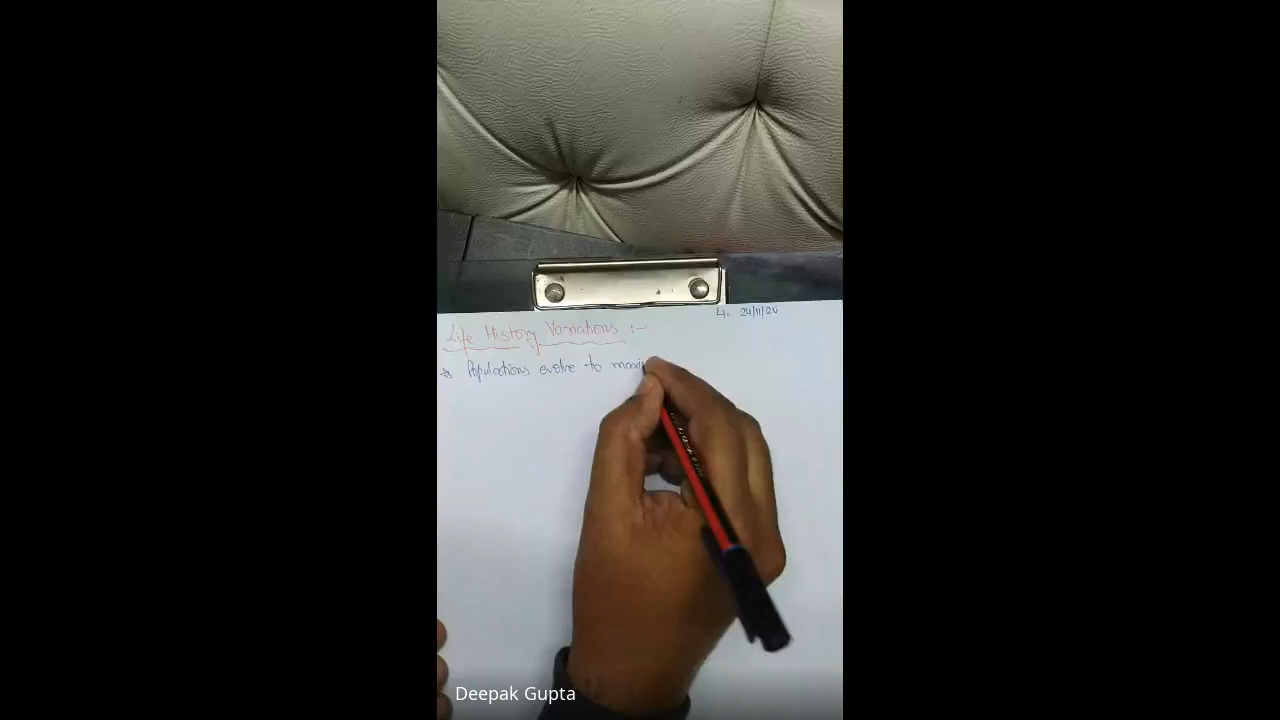 4. 24/11/20
Life History Variations :-
* Populations evolve to maxi
Deepak Gupta